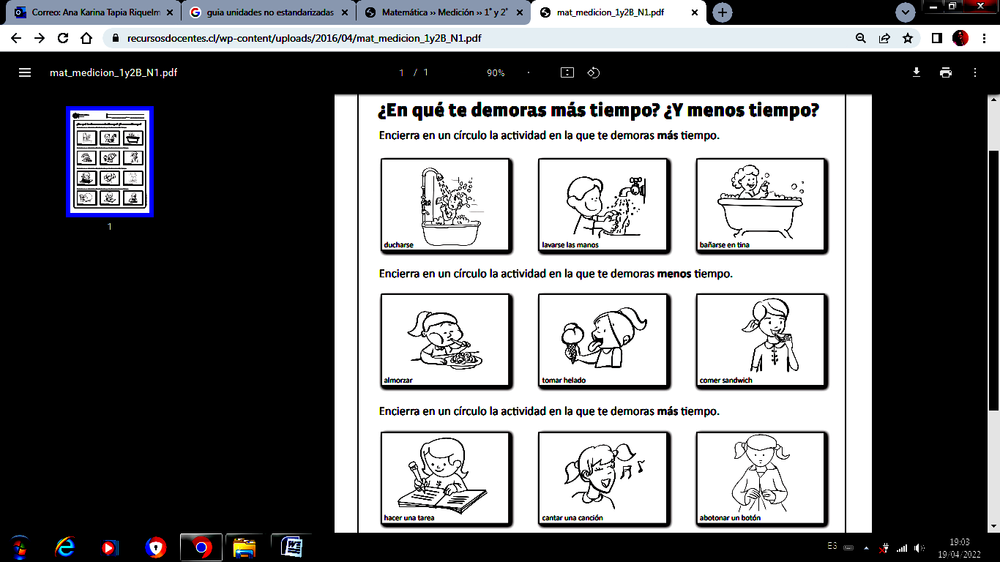 Correo: Ana Karina Tapia Riquelm
guia unidades no estandarizadas
Matemática ›› Medición ›› 1° y 2°
mat_medicion_1y2B_N1.pdf
recursosdocentes.cl/wp-content/uploads/2016/04/mat_medicion_1y2B_N1.pdf
mat_medicion_1y2B_N1.pdf
1 / 1
90%
¿En qué te demoras más tiempo? ¿Y menos tiempo?
Encierra en un círculo la actividad en la que te demoras más tiempo.
ducharse
lavarse las manos
bañarse en tina
Encierra en un círculo la actividad en la que te demoras menos tiempo.
almorzar
tomar helado
comer sandwich
Encierra en un círculo la actividad en la que te demoras más tiempo.
hacer una tarea
cantar una canción
abotonar un botón
1
ES
19:03
19/04/2022